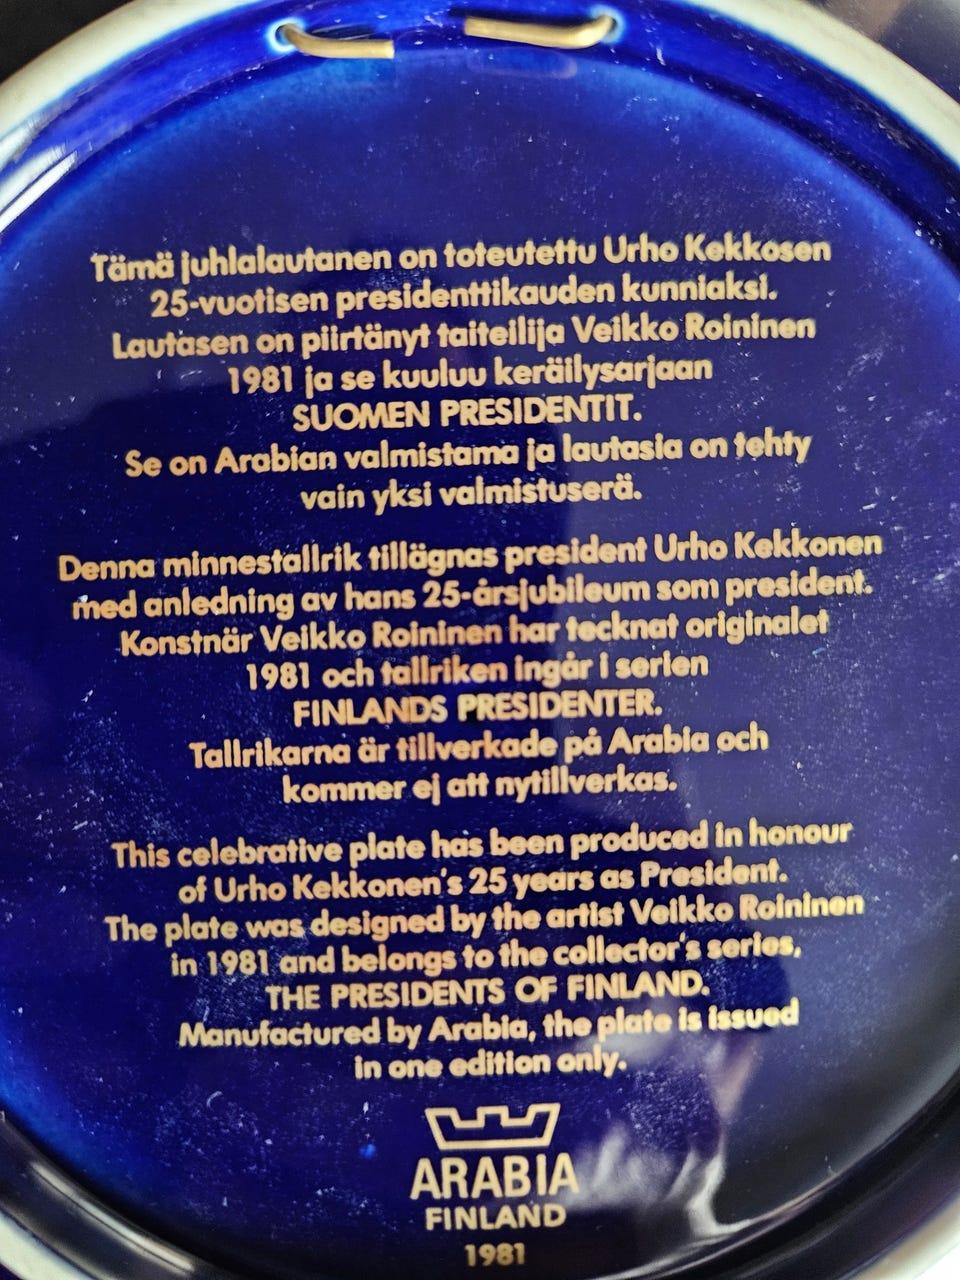 Tämä juhlalautanen on toteutettu Urho Kekkosen
25-vuotisen presidenttikauden kunniaksi.
Lautasen on piirtänyt taiteilija Veikko Roininen
1981 ja se kuuluu keräilysarjaan
SUOMEN PRESIDENTIT.
Se on Arabian valmistama ja lautasia on tehty
vain yksi valmistuserä.
Denna minnestallrik tillägnas president Urho Kekkonen
med anledning av hans 25-årsjubileum som president.
Konstnär Veikko Roininen har tecknat originalet
1981 och tallriken ingår i serien
FINLANDS PRESIDENTER.
Tallrikarna är tillverkade på Arabia och
kommer ej att nytillverkas.
This celebrative plate has been produced in honour
of Urho Kekkonen's 25 years as President.
The plate was designed by the artist Veikko Roininen
in 1981 and belongs to the collector's series,
THE PRESIDENTS OF FINLAND.
Manufactured by Arabia, the plate is issued
in one edition only.
ARABIA
FINLAND
1981